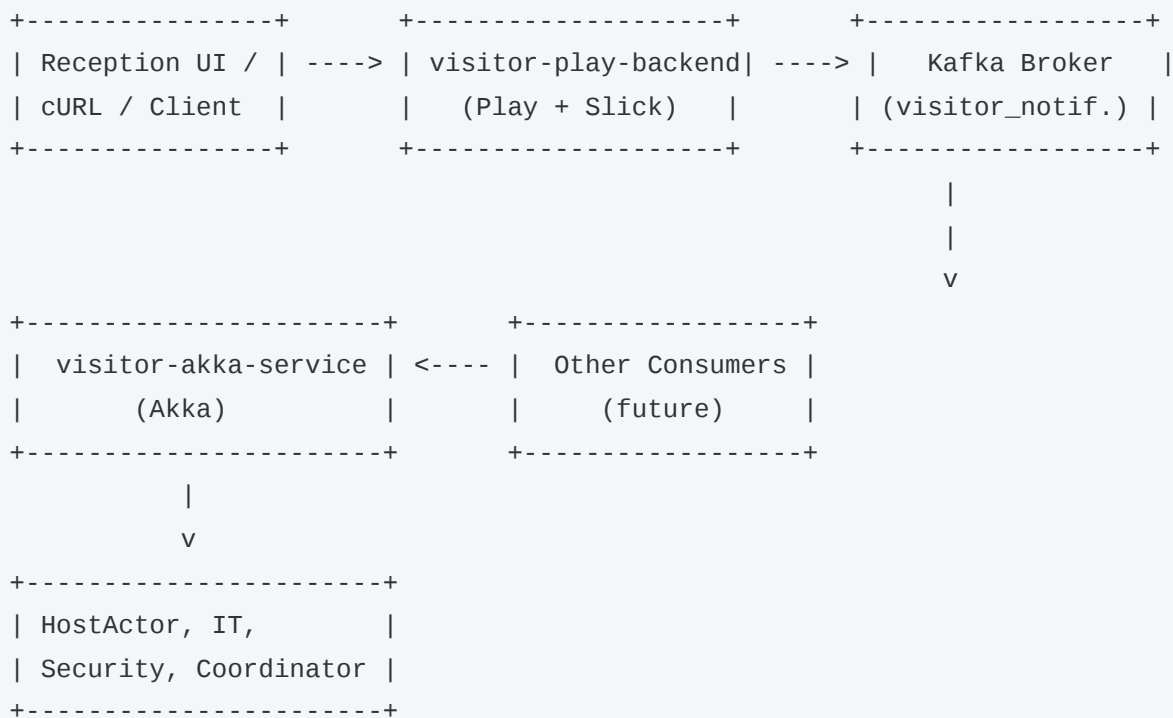 +----------------+      +--------------------+       +------------------+
| Reception UI / | ----> | visitor-play-backend| ----> |   Kafka Broker   |
| cURL / Client  |      |   (Play + Slick)   |       | (visitor_notif.) |
+----------------+      +--------------------+       +------------------+
                                                            |
                                                            |
                                                            v
+-----------------------+       +------------------+
|  visitor-akka-service | <---- |  Other Consumers |
|       (Akka)          |       |     (future)     |
+-----------------------+       +------------------+
           |
           v
+-----------------------+
| HostActor, IT,        |
| Security, Coordinator |
+-----------------------+